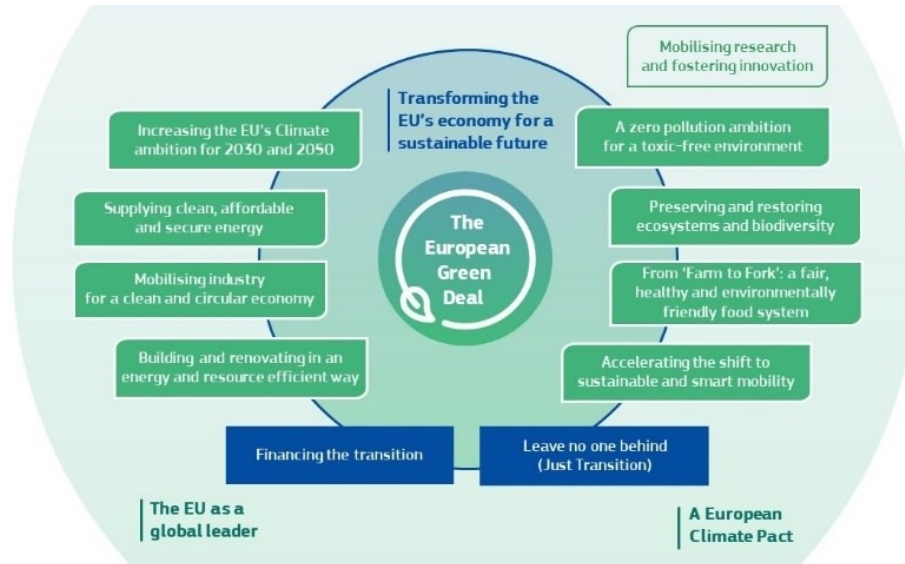 Mobilising research
and fostering innovation
Transforming the
EU's economy for a
sustainable future
Increasing the EU's Climate
ambition for 2030 and 2050
A zero pollution ambition
for a toxic-free environment
Supplying clean, affordable
and secure energy
The
European
Green
Deal
Preserving and restoring
ecosystems and biodiversity
Mobilising industry
for a clean and circular economy
From 'Farm to Fork': a fair,
healthy and environmentally
friendly food system
Building and renovating in an
energy and resource efficient way
Accelerating the shift to
sustainable and smart mobility
Financing the transition
Leave no one behind
(Just Transition)
The EU as a
global leader
A European
Climate Pact